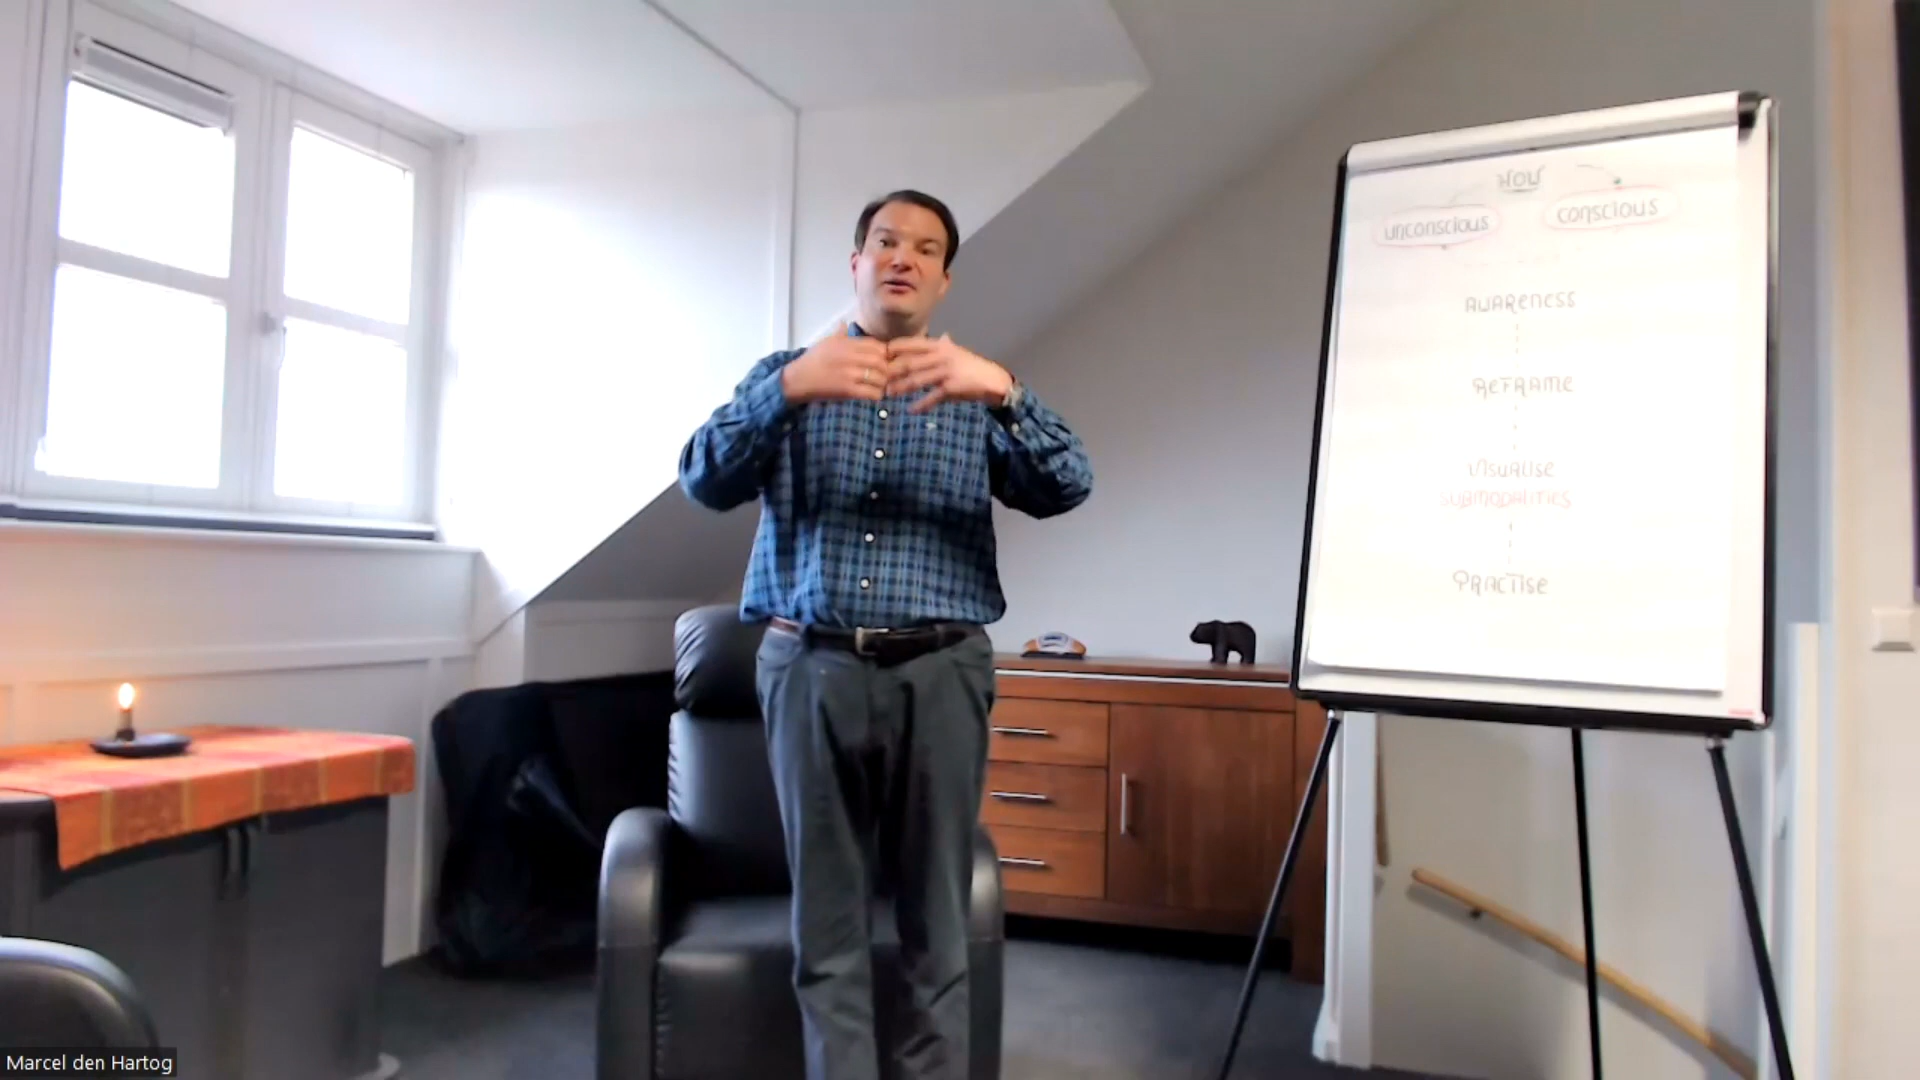 HOW
unconscious conscious
AWARENESS
REFRAME
VISUALISE
SUBMODALITIES
PRACTISE
Marcel den Hartog